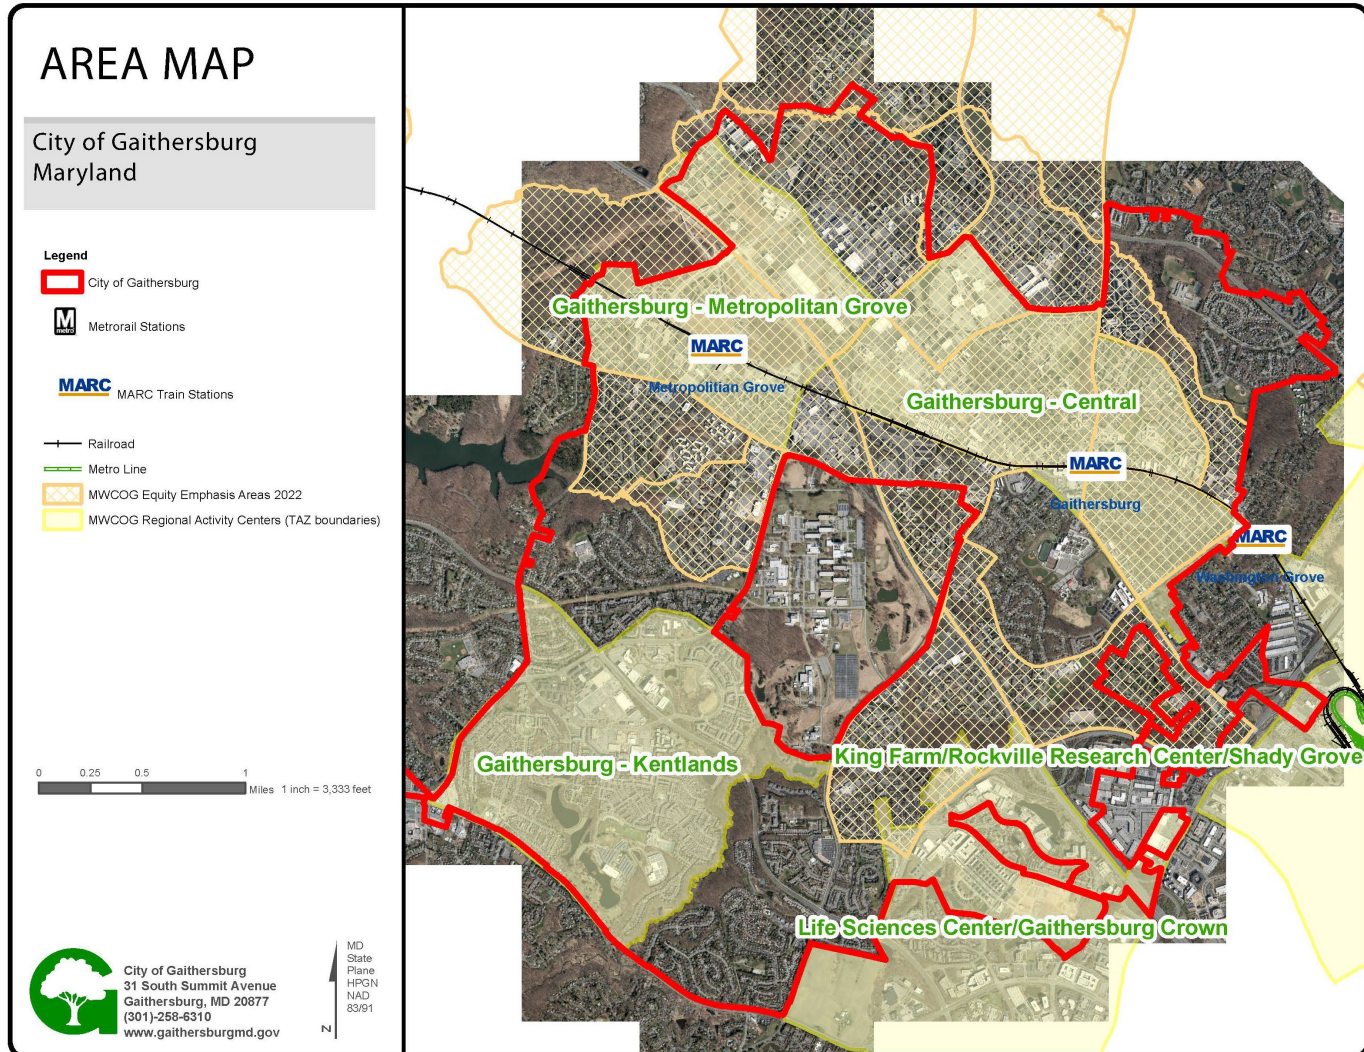 AREA MAP
City of Gaithersburg
Maryland
Legend
City of Gaithersburg
M
metro
Metrorail Stations
MARC
MARC Train Stations
Railroad
Metro Line
MWCOG Equity Emphasis Areas 2022
MWCOG Regional Activity Centers (TAZ boundaries)
0 0.25 0.5 1
Miles 1 inch = 3,333 feet
City of Gaithersburg
31 South Summit Avenue
Gaithersburg, MD 20877
(301)-258-6310
www.gaithersburgmd.gov
MD
State
Plane
HPGN
NAD
83/91
N
Gaithersburg - Metropolitan Grove
MARC
Metropolitian Grove
Gaithersburg - Central
MARC
Gaithersburg
MARC
Washington Grove
Gaithersburg - Kentlands
King Farm/Rockville Research Center/Shady Grove
Life Sciences Center/Gaithersburg Crown